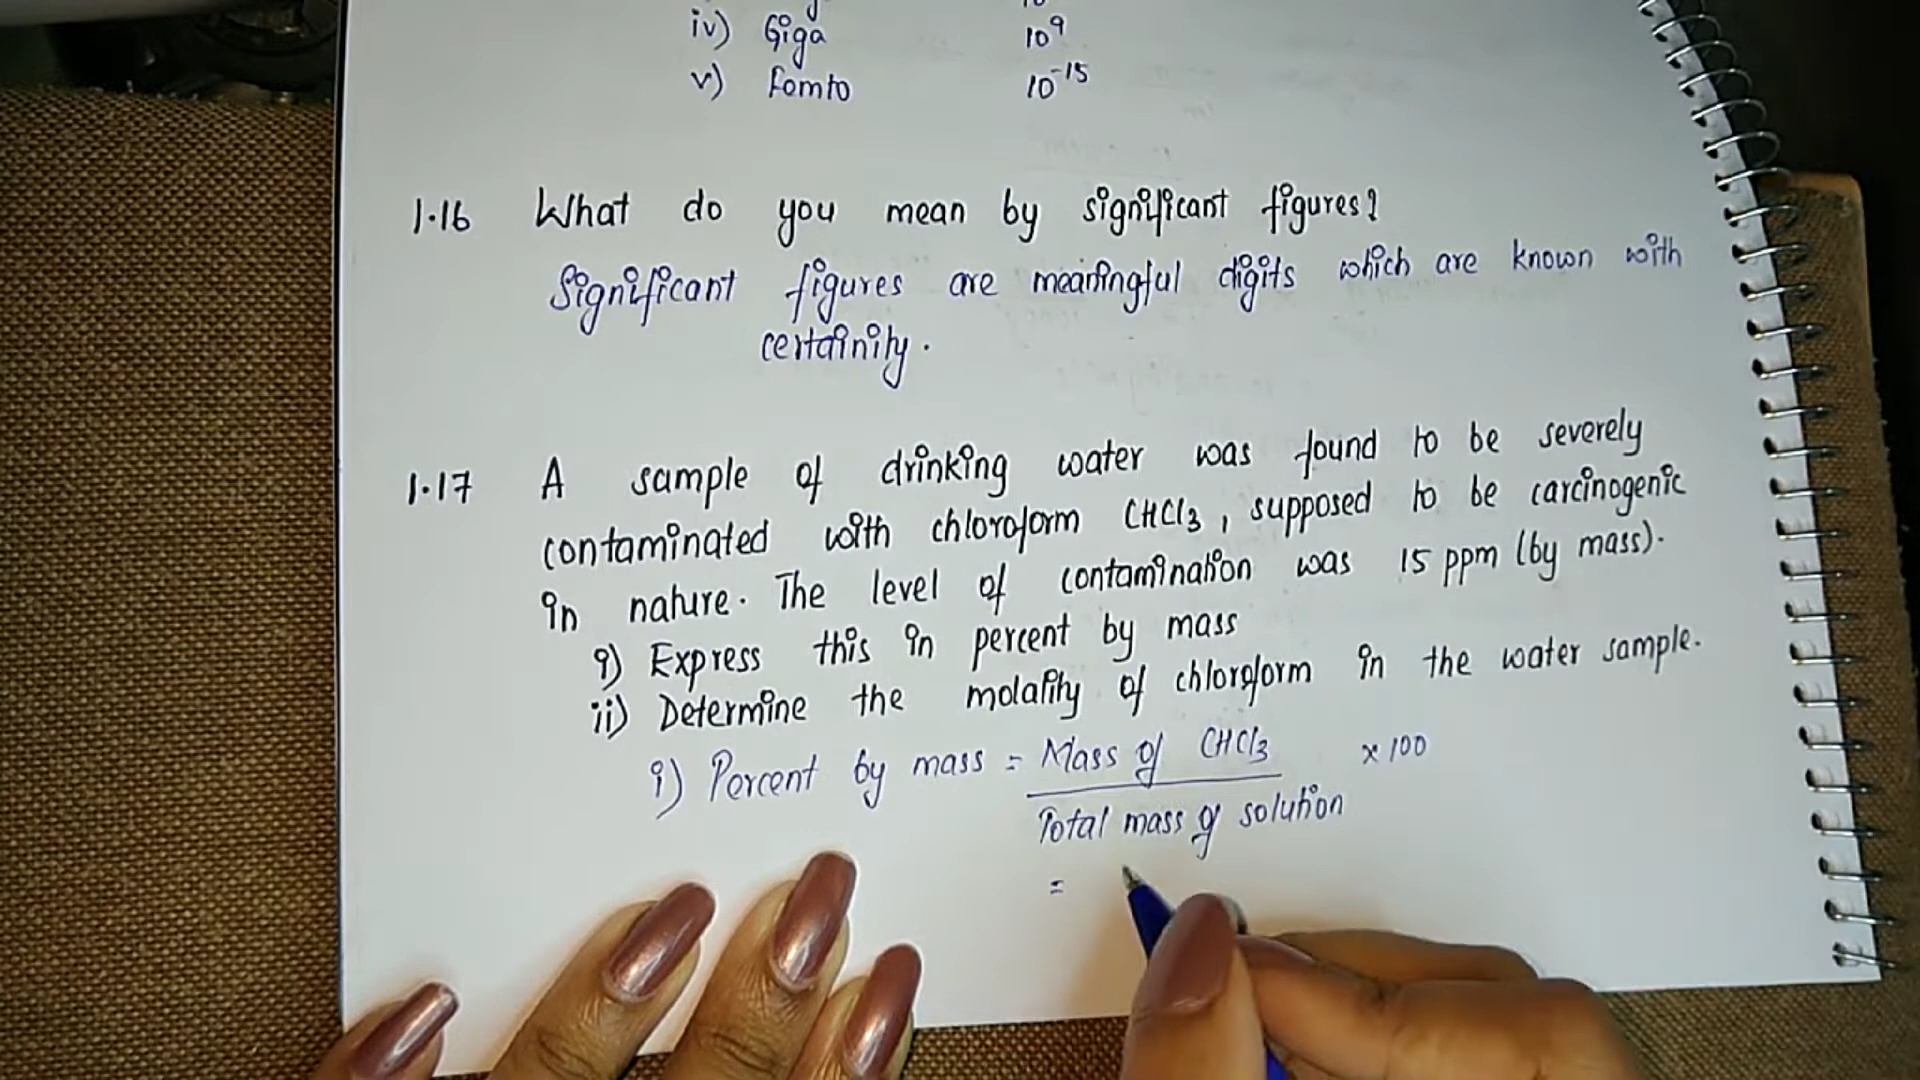 iv) Giga 10⁹
v) Femto 10⁻¹⁵
1.16 What do you mean by significant figures?
Significant figures are meaningful digits which are known with
certainity.
1.17 A sample of drinking water was found to be severely
contaminated with chloroform CHCl₃, supposed to be carcinogenic
in nature. The level of contamination was 15 ppm (by mass).
i) Express this in percent by mass
ii) Determine the molality of chloroform in the water sample.
i) Percent by mass = Mass of CHCl₃ × 100
Total mass of solution
=